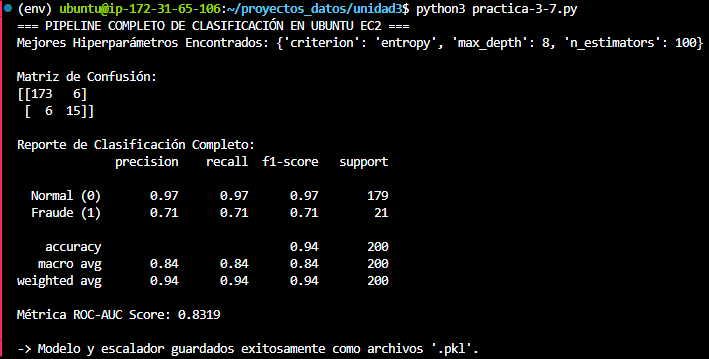 (env) ubuntu@ip-172-31-65-106:~/proyectos_datos/unidad3$ python3 practica-3-7.py
=== PIPELINE COMPLETO DE CLASIFICACIÓN EN UBUNTU EC2 ===
Mejores Hiperparámetros Encontrados: {'criterion': 'entropy', 'max_depth': 8, 'n_estimators': 100}
Matriz de Confusión:
[[173   6]
 [  6  15]]
Reporte de Clasificación Completo:
              precision    recall  f1-score   support
  Normal (0)       0.97      0.97      0.97       179
  Fraude (1)       0.71      0.71      0.71        21
    accuracy                           0.94       200
   macro avg       0.84      0.84      0.84       200
weighted avg       0.94      0.94      0.94       200
Métrica ROC-AUC Score: 0.8319
-> Modelo y escalador guardados exitosamente como archivos '.pkl'.